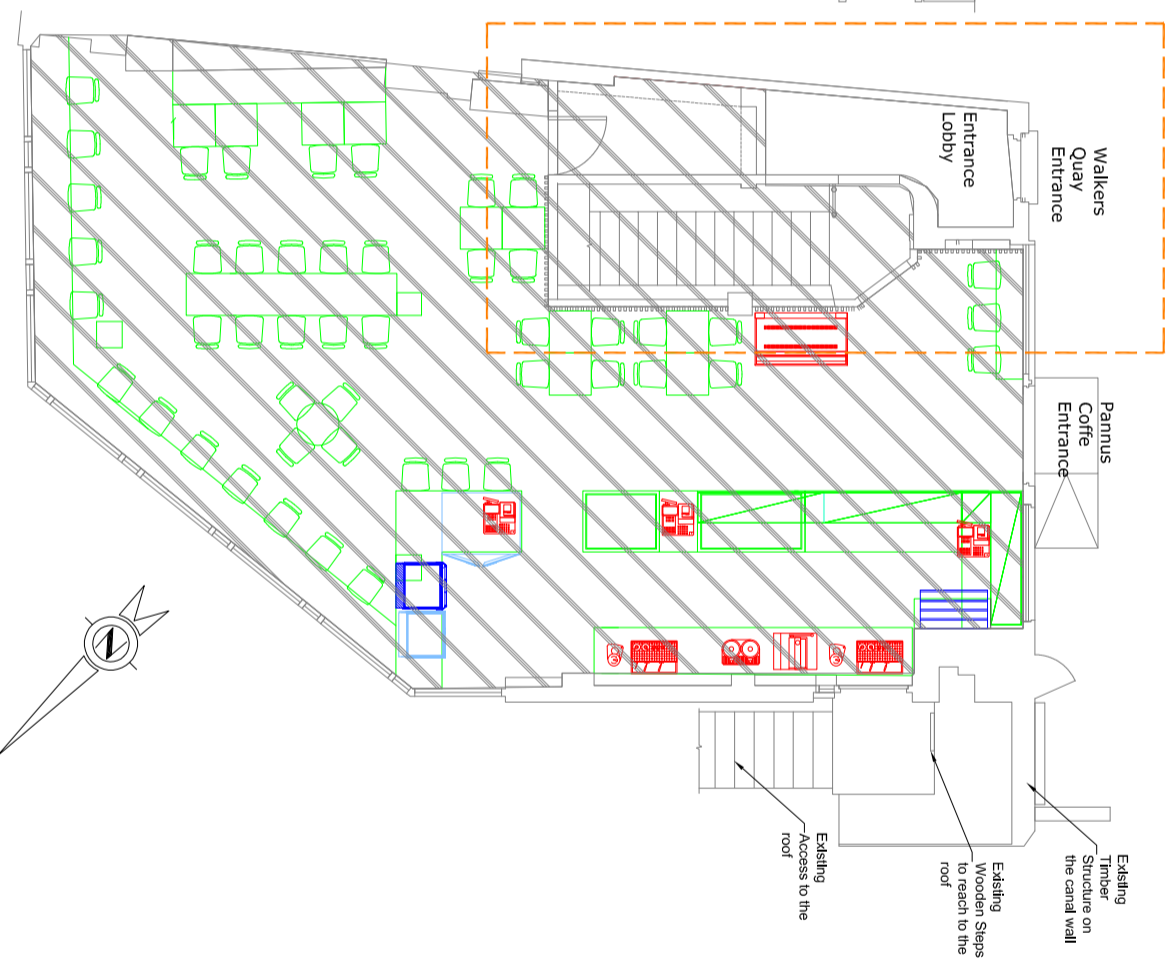 Walkers
Quay
Entrance
Entrance
Lobby
Pannus
Coffe
Entrance
Existing
Timber
Structure on
the canal wall
Existing
Wooden Steps
to reach to the
roof
Existing
Access to the
roof
N